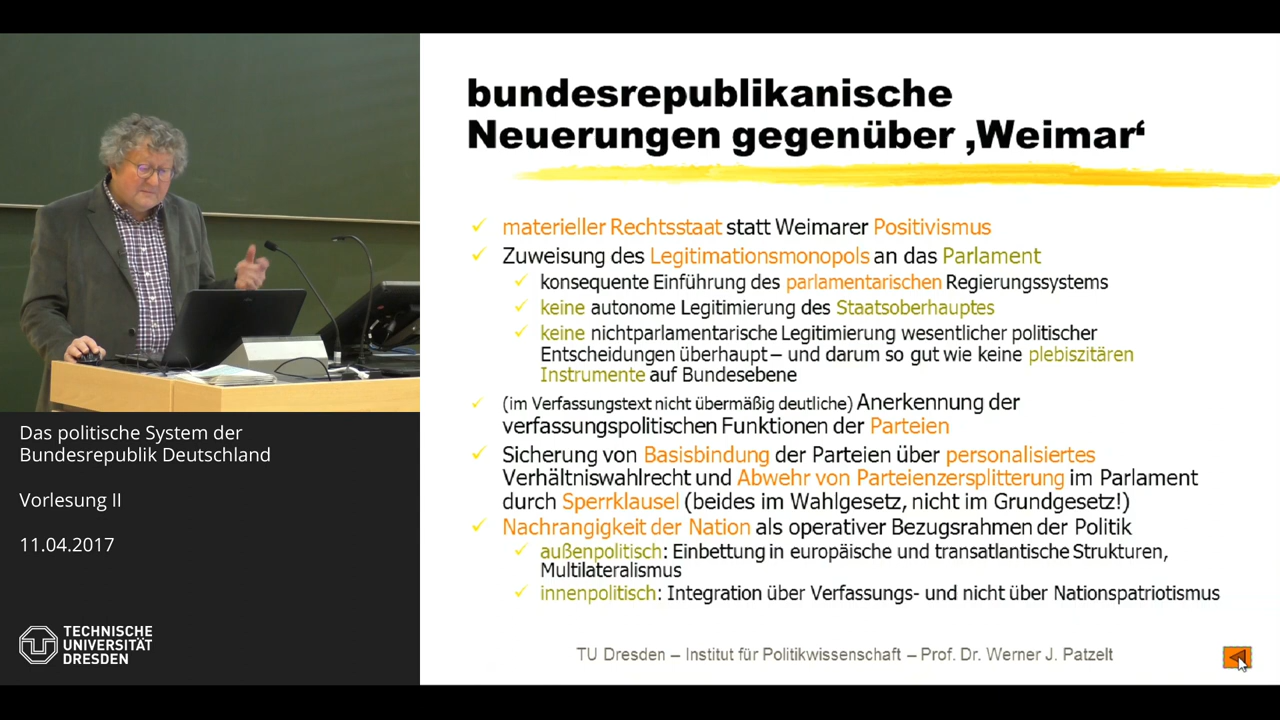 bundesrepublikanische
Neuerungen gegenüber ‚Weimar‘
materieller Rechtsstaat statt Weimarer Positivismus
Zuweisung des Legitimationsmonopols an das Parlament
konsequente Einführung des parlamentarischen Regierungssystems
keine autonome Legitimierung des Staatsoberhauptes
keine nichtparlamentarische Legitimierung wesentlicher politischer
Entscheidungen überhaupt – und darum so gut wie keine plebiszitären
Instrumente auf Bundesebene
(im Verfassungstext nicht übermäßig deutliche) Anerkennung der
verfassungspolitischen Funktionen der Parteien
Sicherung von Basisbindung der Parteien über personalisiertes
Verhältniswahlrecht und Abwehr von Parteienzersplitterung im Parlament
durch Sperrklausel (beides im Wahlgesetz, nicht im Grundgesetz!)
Nachrangigkeit der Nation als operativer Bezugsrahmen der Politik
außenpolitisch: Einbettung in europäische und transatlantische Strukturen,
Multilateralismus
innenpolitisch: Integration über Verfassungs- und nicht über Nationspatriotismus
TU Dresden – Institut für Politikwissenschaft – Prof. Dr. Werner J. Patzelt
Das politische System der
Bundesrepublik Deutschland
Vorlesung II
11.04.2017
TECHNISCHE
UNIVERSITÄT
DRESDEN